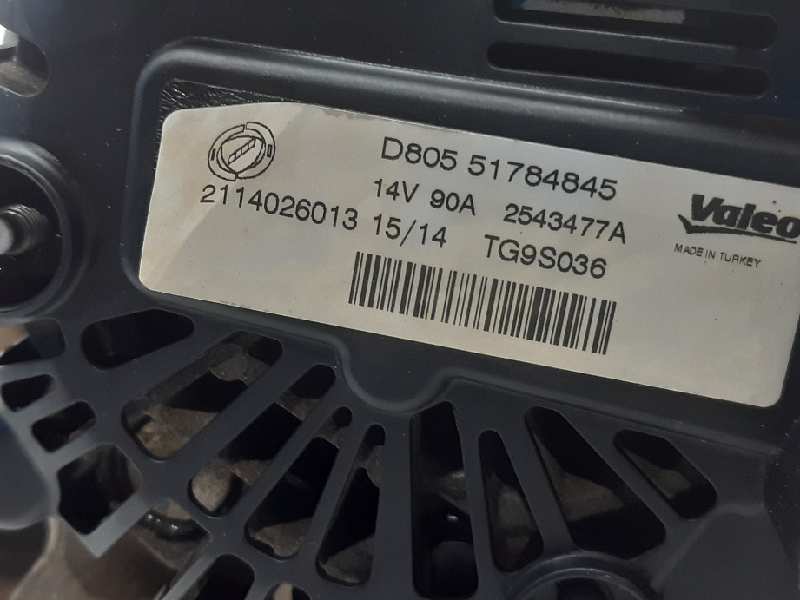 D805 51784845
14V 90A 2543477A
2114026013 15/14 TG9S036
Valeo
MADE IN TURKEY